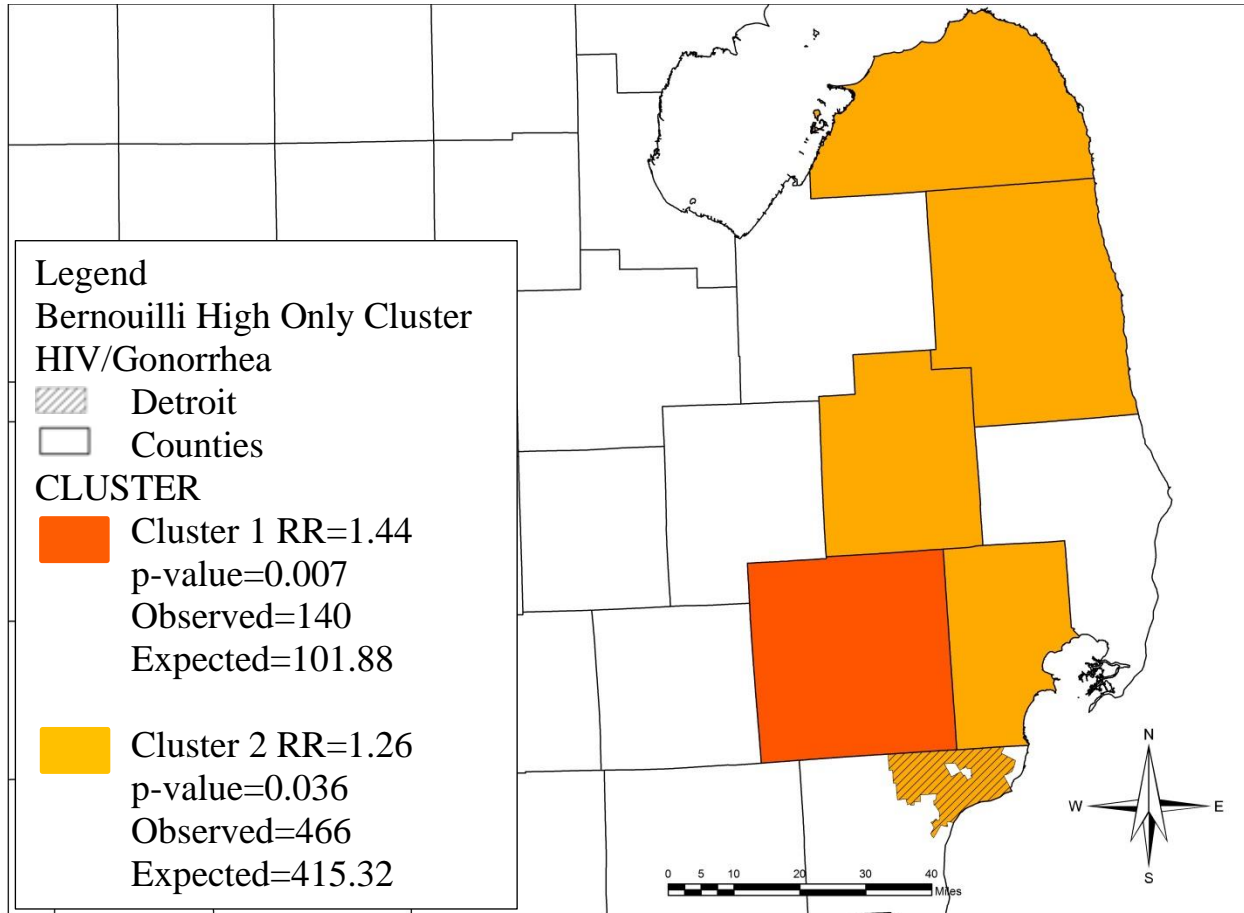 Legend
Bernouilli High Only Cluster
HIV/Gonorrhea
Detroit
Counties
CLUSTER
Cluster 1 RR=1.44
p-value=0.007
Observed=140
Expected=101.88
Cluster 2 RR=1.26
p-value=0.036
Observed=466
Expected=415.32
N
W E
S
0 5 10 20 30 40
Miles